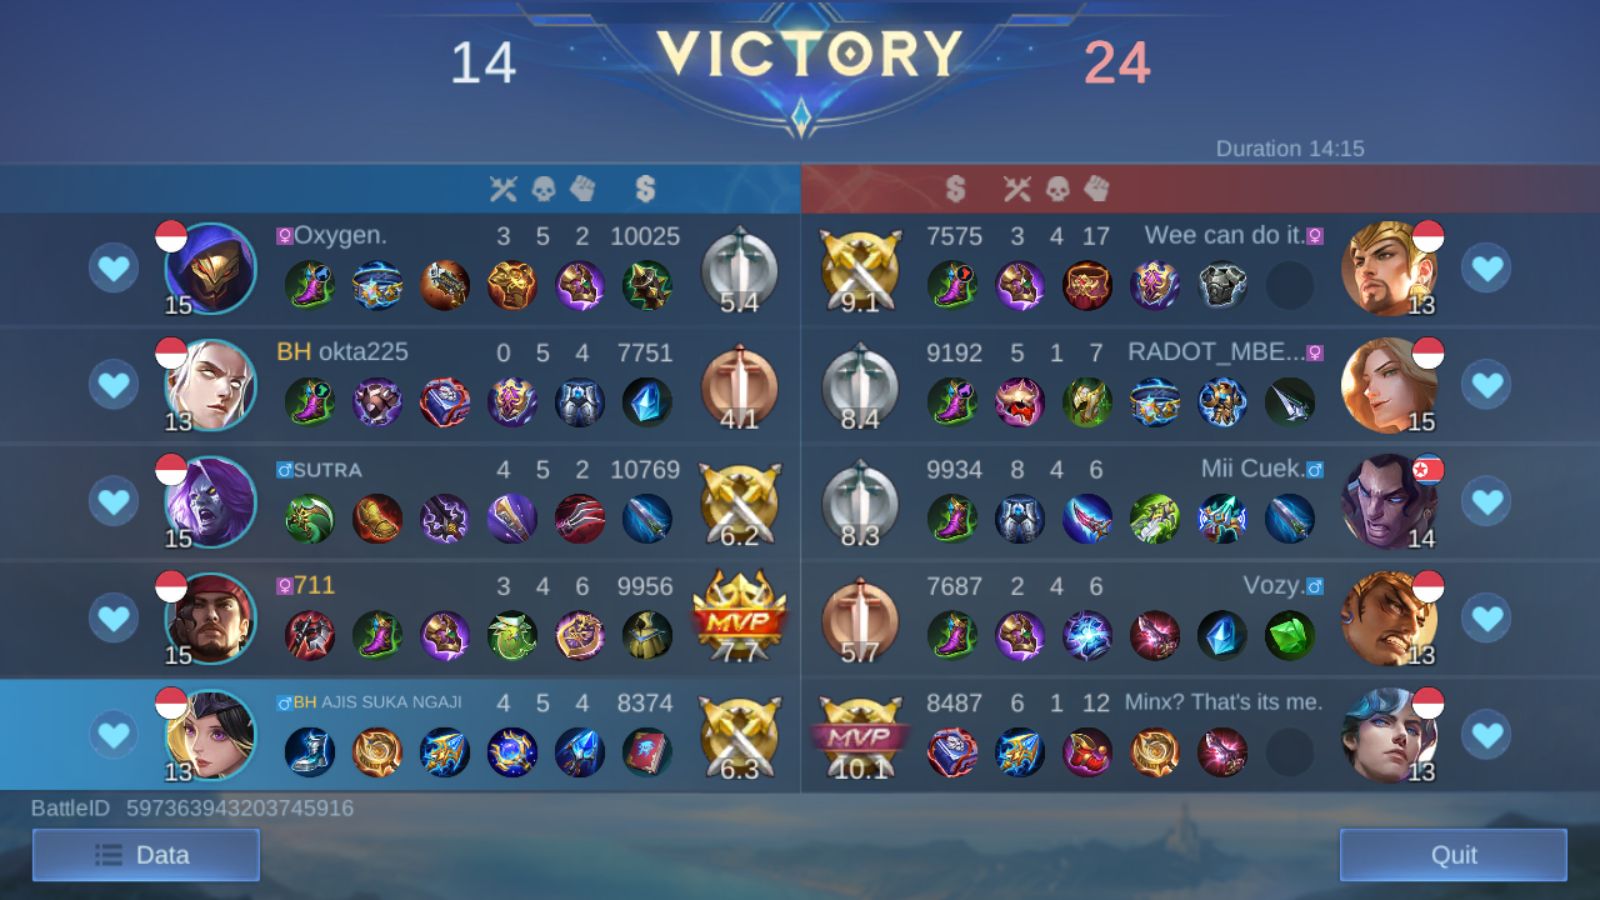 14 VICTORY 24
Duration 14:15
Oxygen. 3 5 2 10025
15 5.4
7575 3 4 17 Wee can do it.
9.1 13
BH okta225 0 5 4 7751
13 4.1
9192 5 1 7 RADOT_MBE...
8.4 15
SUTRA 4 5 2 10769
15 6.2
9934 8 4 6 Mii Cuek.
8.3 14
711 3 4 6 9956
MVP
15 7.7
7687 2 4 6 Vozy.
5.7 13
BH AJIS SUKA NGAJI 4 5 4 8374
13 6.3
8487 6 1 12 Minx? That's its me.
MVP
10.1 13
BattleID 597363943203745916
Data
Quit